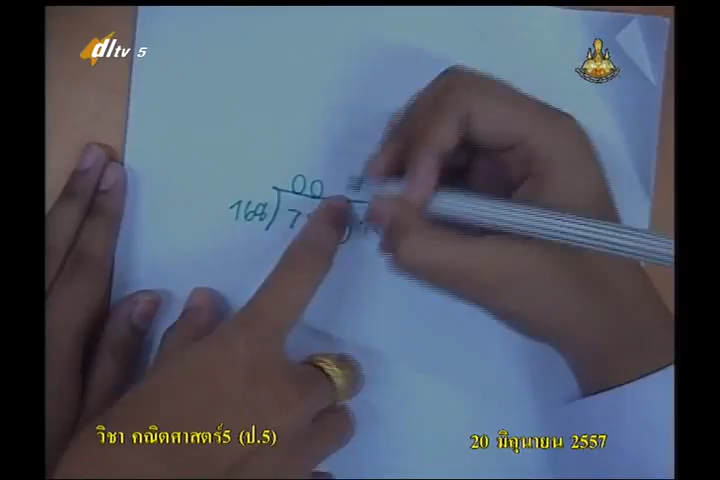 dltv 5
00
168
7
วิชา คณิตศาสตร์5 (ป.5)
20 มิถุนายน 2557